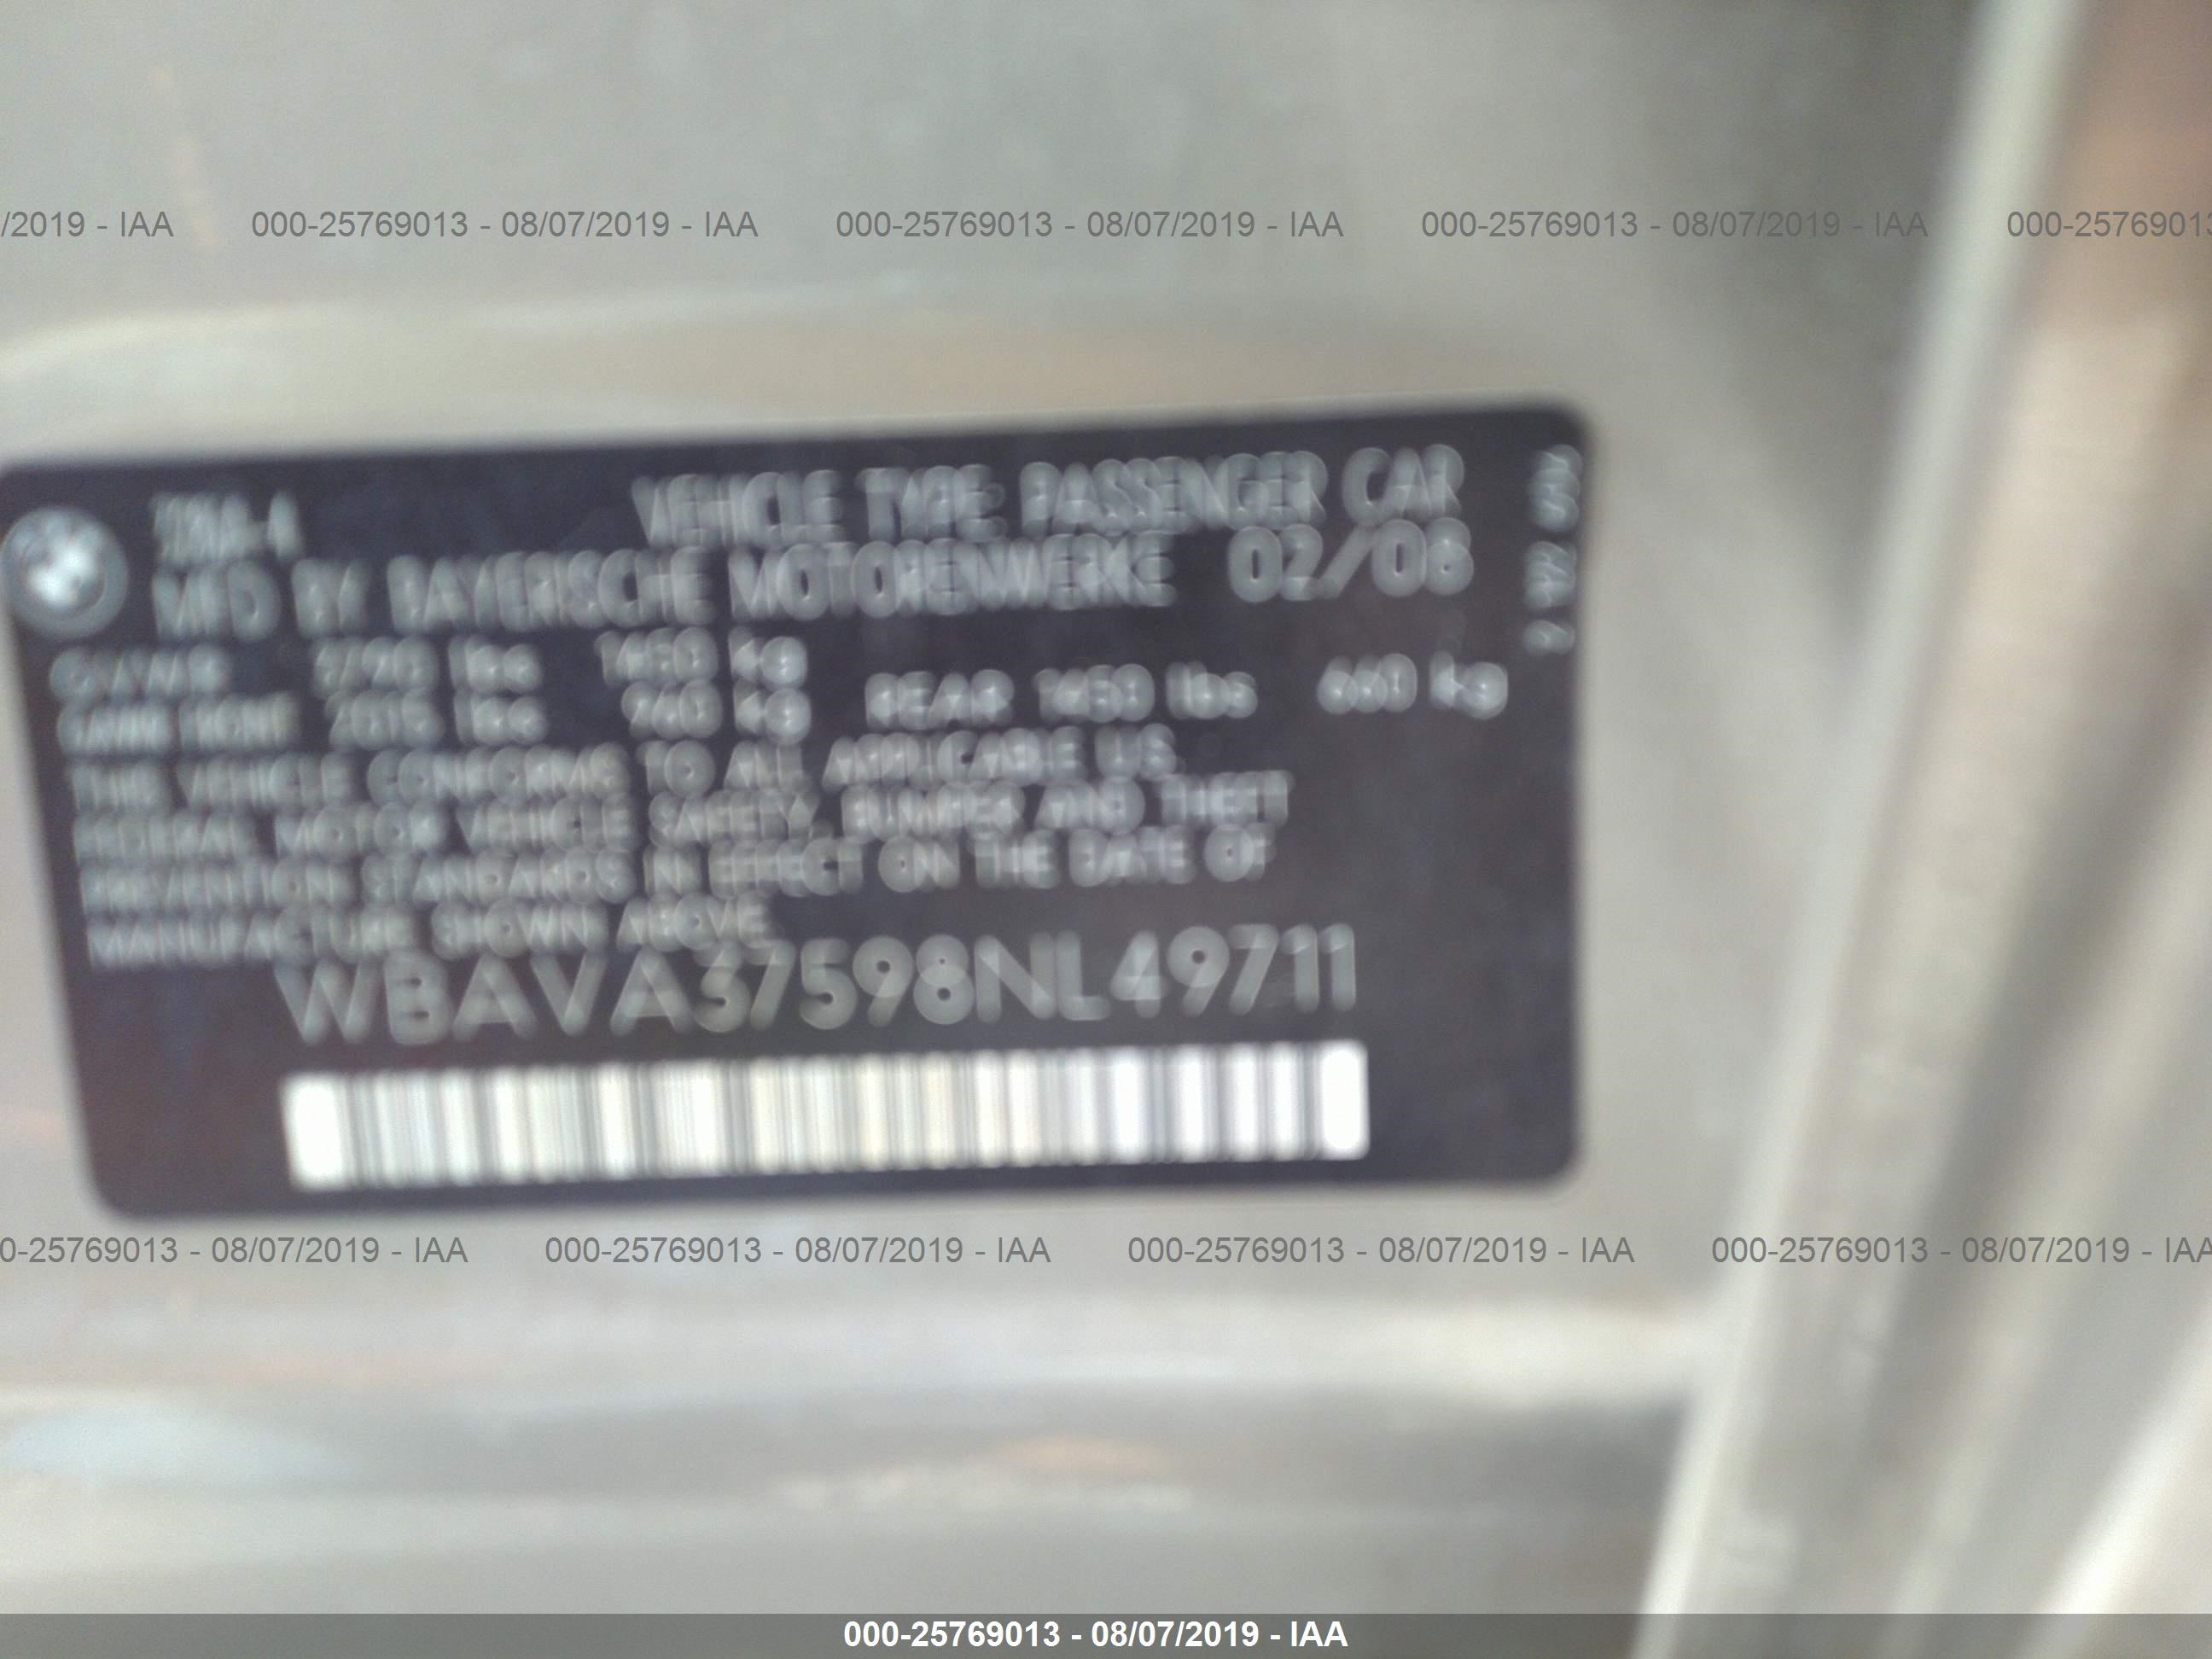 /2019 - IAA 000-25769013 - 08/07/2019 - IAA 000-25769013 - 08/07/2019 - IAA 000-25769013 - 08/07/2019 - IAA 000-25769013
VEHICLE TYPE: PASSENGER CAR
MFD BY BAYERISCHE MOTORENWERKE 02/08
kg
REAR lbs kg
THIS VEHICLE CONFORMS TO ALL APPLICABLE US
FEDERAL MOTOR VEHICLE SAFETY, BUMPER AND THEFT
PREVENTION STANDARDS IN EFFECT ON THE DATE OF
MANUFACTURE SHOWN ABOVE
WBAVA37598NL49711
0-25769013 - 08/07/2019 - IAA 000-25769013 - 08/07/2019 - IAA 000-25769013 - 08/07/2019 - IAA 000-25769013 - 08/07/2019 - IAA
000-25769013 - 08/07/2019 - IAA